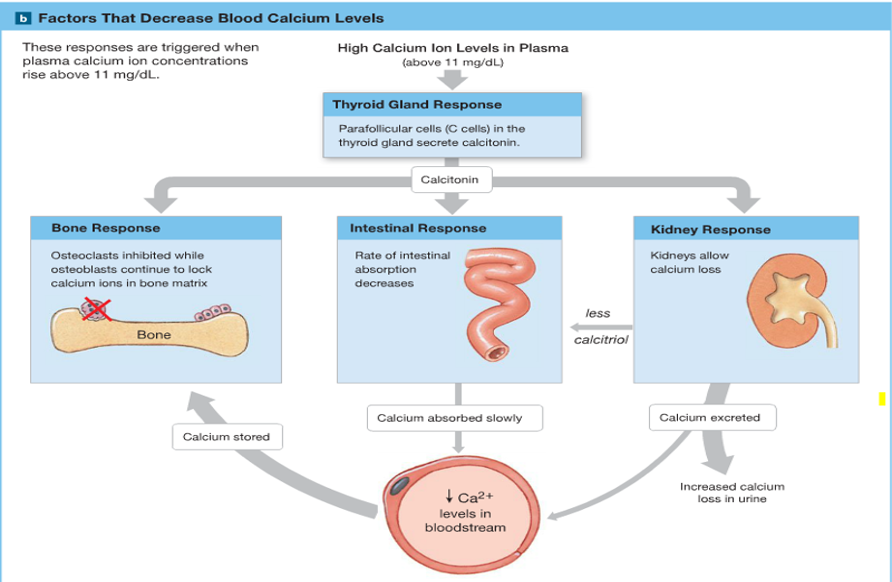 b Factors That Decrease Blood Calcium Levels
These responses are triggered when
plasma calcium ion concentrations
rise above 11 mg/dL.
High Calcium Ion Levels in Plasma
(above 11 mg/dL)
Thyroid Gland Response
Parafollicular cells (C cells) in the
thyroid gland secrete calcitonin.
Calcitonin
Bone Response
Osteoclasts inhibited while
osteoblasts continue to lock
calcium ions in bone matrix
Bone
Intestinal Response
Rate of intestinal
absorption
decreases
less
calcitriol
Kidney Response
Kidneys allow
calcium loss
Calcium stored
Calcium absorbed slowly
Calcium excreted
↓ Ca²⁺
levels in
bloodstream
Increased calcium
loss in urine